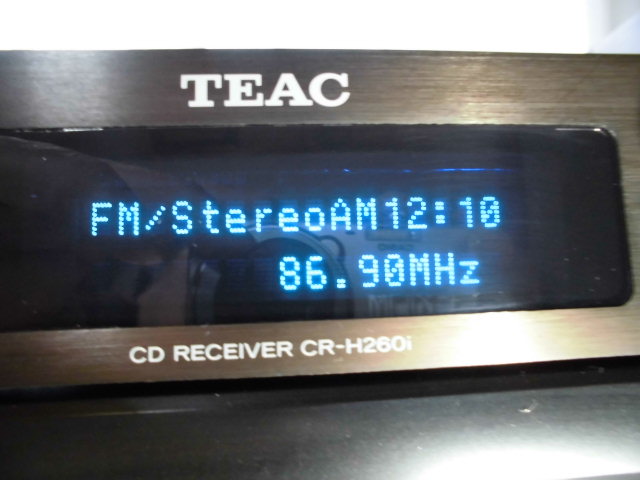 TEAC
FM/StereoAM12:10
86.90MHz
CD RECEIVER CR-H260i